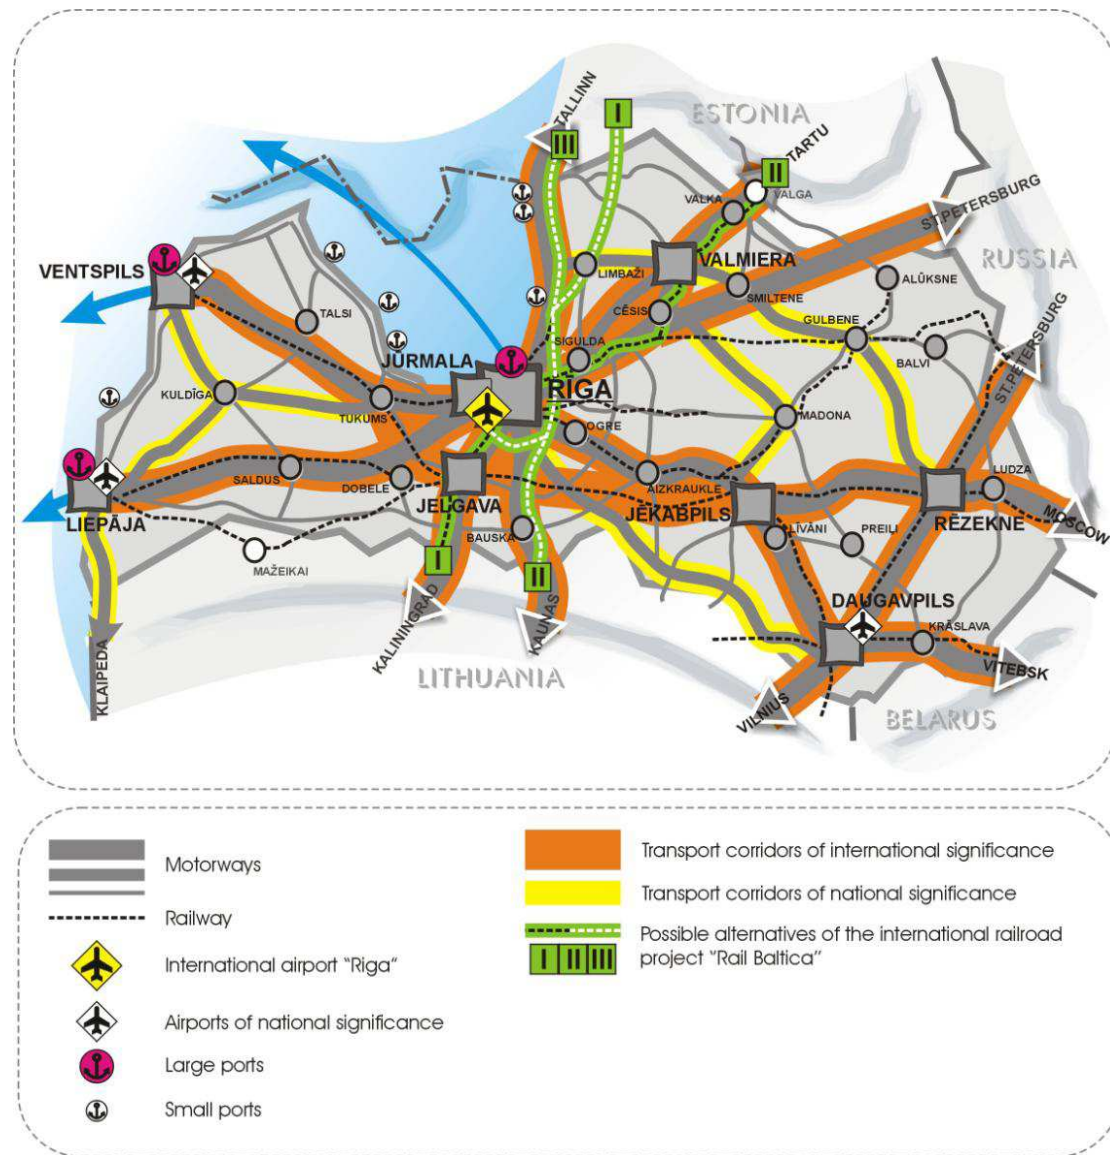 TALLINN
I
ESTONIA
III
TARTU
II
VALKA
VALGA
ST.PETERSBURG
RUSSIA
VENTSPILS
VALMIERA
LIMBAŽI
SMILTENE
ALŪKSNE
TALSI
CĒSIS
GULBENE
ST.PETERSBURG
JŪRMALA
SIGULDA
BALVI
RĪGA
KULDĪGA
TUKUMS
OGRE
MADONA
SALDUS
DOBELE
AIZKRAUKLE
LUDZA
LIEPĀJA
JELGAVA
JĒKABPILS
RĒZEKNE
MOSCOW
BAUSKA
LĪVĀNI
PREIĻI
MAŽEIKAI
I
II
DAUGAVPILS
KALININGRAD
KAUNAS
KRĀSLAVA
KLAIPEDA
LITHUANIA
VITEBSK
VILNIUS
BELARUS
Motorways
Railway
International airport "Riga"
Airports of national significance
Large ports
Small ports
Transport corridors of international significance
Transport corridors of national significance
Possible alternatives of the international railroad
I II III project "Rail Baltica"